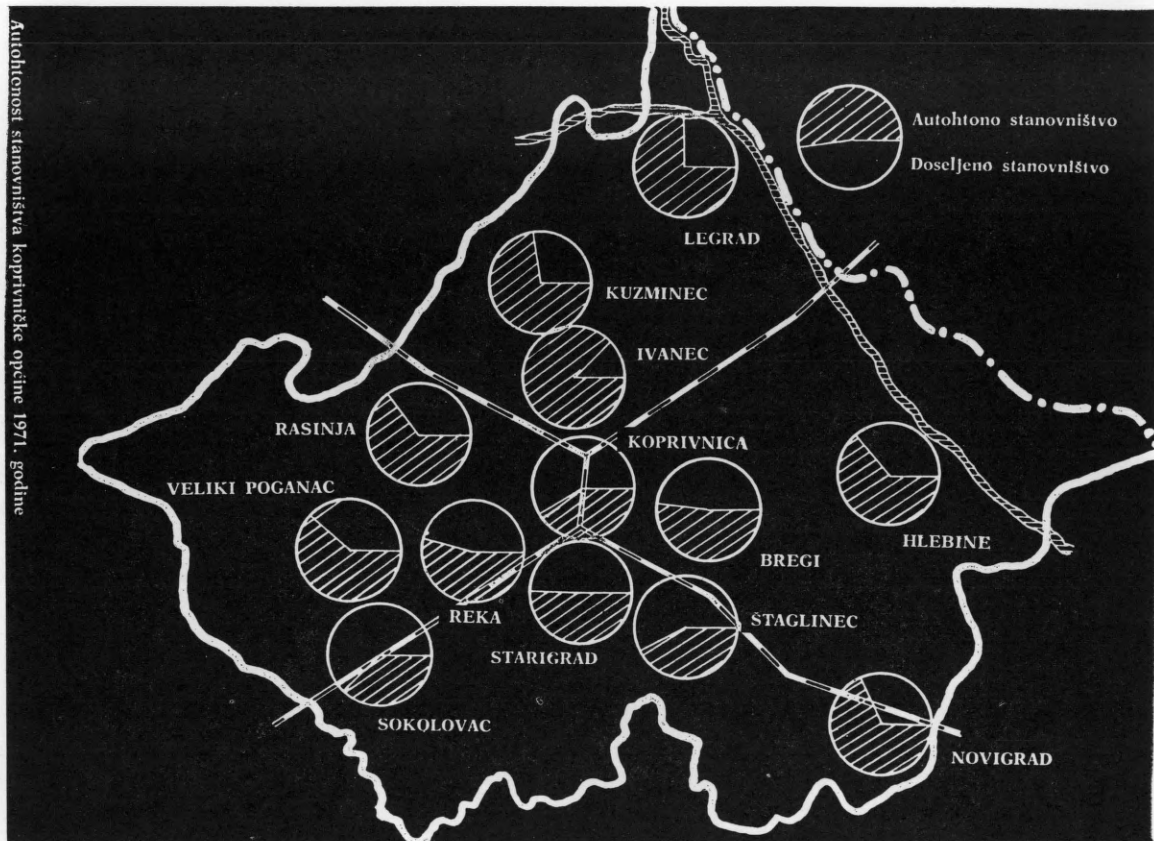 Autohtonost stanovništva koprivničke općine 1971. godine
Autohtono stanovništvo
Doseljeno stanovništvo
LEGRAD
KUZMINEC
IVANEC
RASINJA
KOPRIVNICA
VELIKI POGANAC
HLEBINE
BREGI
REKA
ŠTAGLINEC
STARIGRAD
SOKOLOVAC
NOVIGRAD